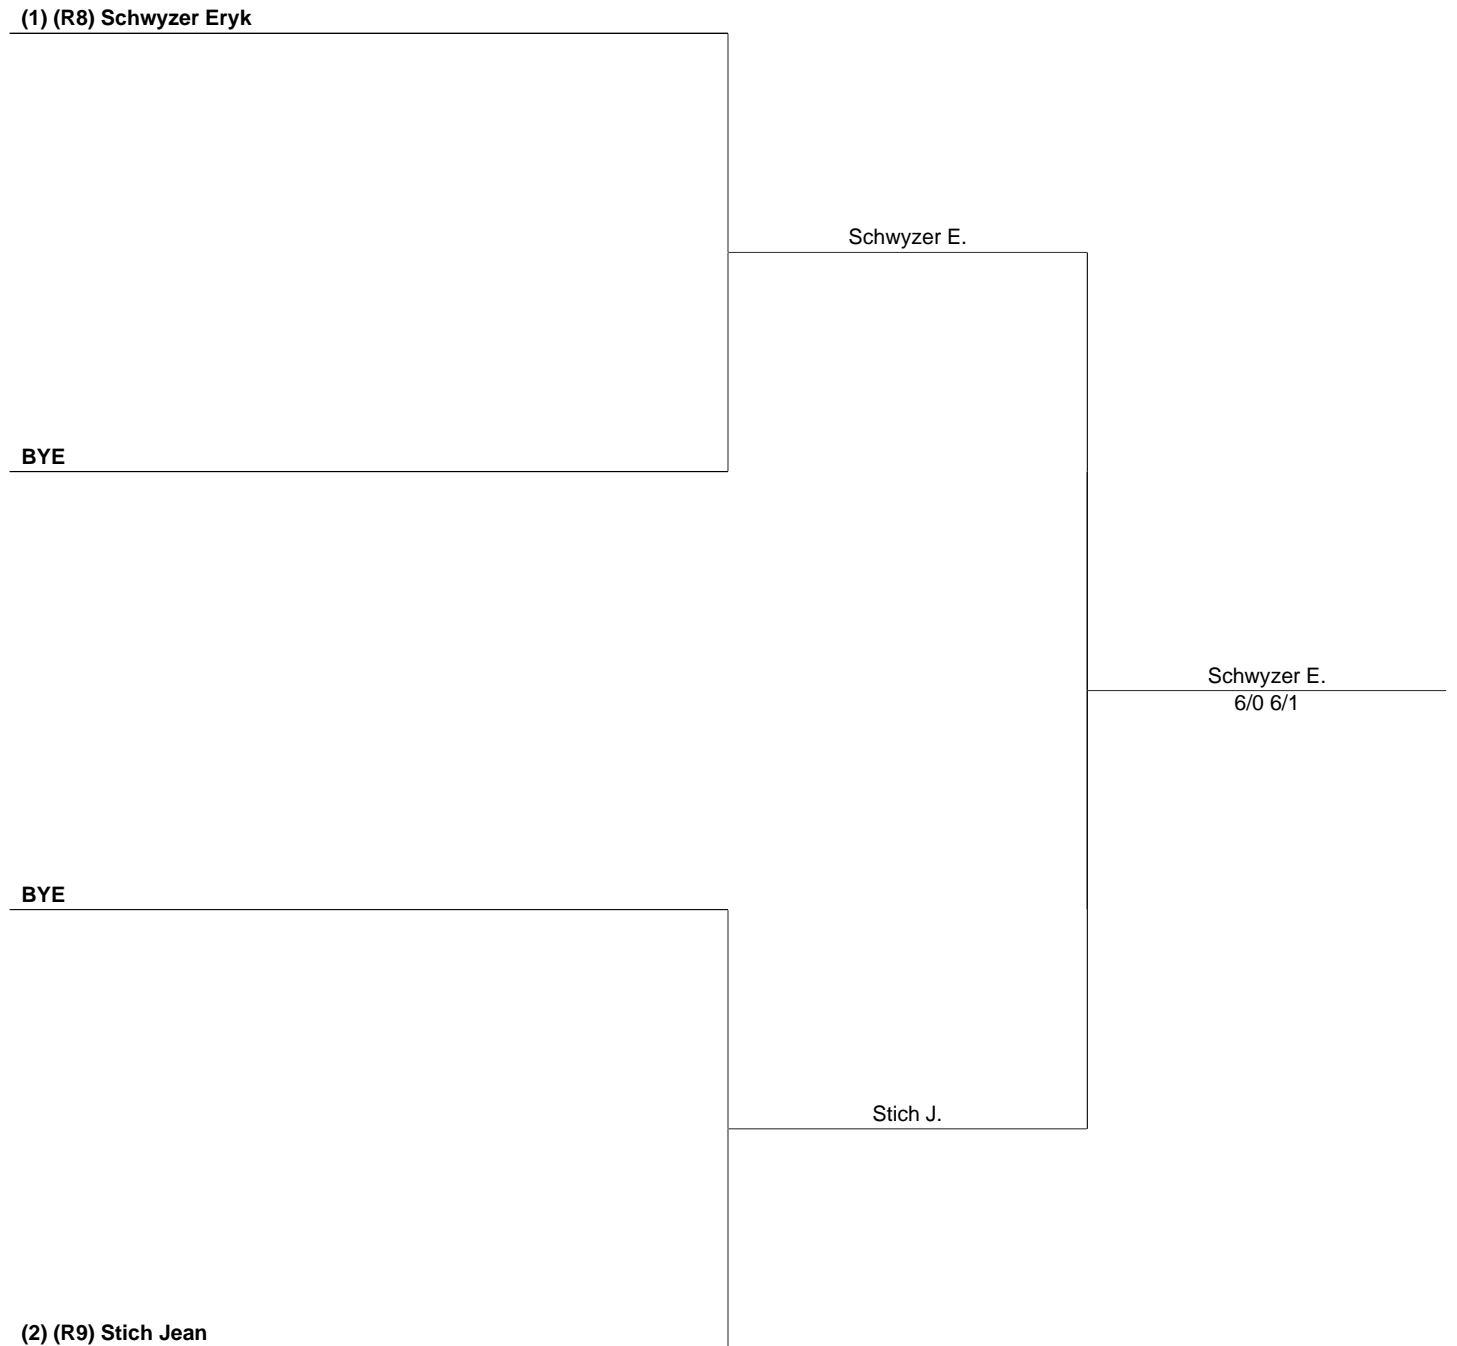 (1) (R8) Schwyzer Eryk
Schwyzer E.
BYE
Schwyzer E.
6/0 6/1
BYE
Stich J.
(2) (R9) Stich Jean